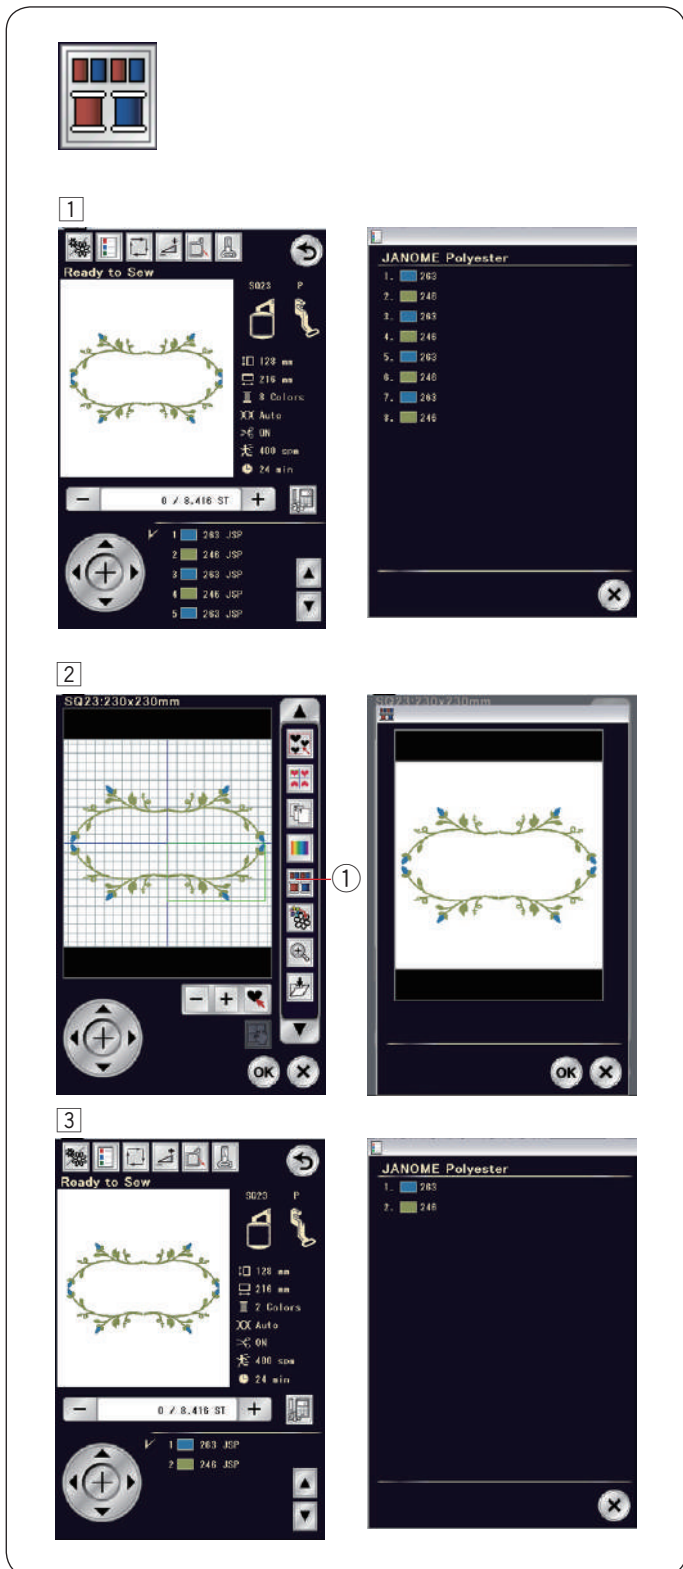 1
Ready to Sew
SQ23 P
128 mm
216 mm
8 Colors
Auto
ON
400 spm
24 min
0 / 8,416 ST
1 263 JSP
2 246 JSP
3 263 JSP
4 246 JSP
5 263 JSP
JANOME Polyester
1. 263
2. 246
3. 263
4. 246
5. 263
6. 246
7. 263
8. 246
2
SQ23:230x230mm
1
OK
SQ23:230x230mm
OK
3
Ready to Sew
SQ23 P
128 mm
216 mm
2 Colors
Auto
ON
400 spm
24 min
0 / 8,416 ST
1 263 JSP
2 246 JSP
JANOME Polyester
1. 263
2. 246